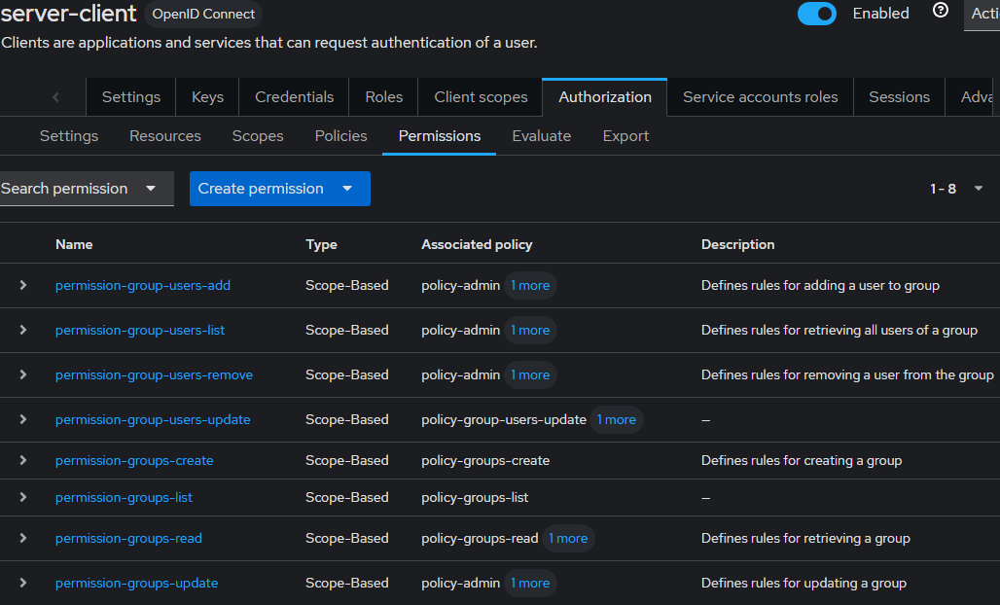 server-client OpenID Connect Enabled Acti
Clients are applications and services that can request authentication of a user.
Settings Keys Credentials Roles Client scopes Authorization Service accounts roles Sessions Adva
Settings Resources Scopes Policies Permissions Evaluate Export
Search permission Create permission 1 - 8
Name Type Associated policy Description
permission-group-users-add Scope-Based policy-admin 1 more Defines rules for adding a user to group
permission-group-users-list Scope-Based policy-admin 1 more Defines rules for retrieving all users of a group
permission-group-users-remove Scope-Based policy-admin 1 more Defines rules for removing a user from the group
permission-group-users-update Scope-Based policy-group-users-update 1 more —
permission-groups-create Scope-Based policy-groups-create Defines rules for creating a group
permission-groups-list Scope-Based policy-groups-list —
permission-groups-read Scope-Based policy-groups-read 1 more Defines rules for retrieving a group
permission-groups-update Scope-Based policy-admin 1 more Defines rules for updating a group